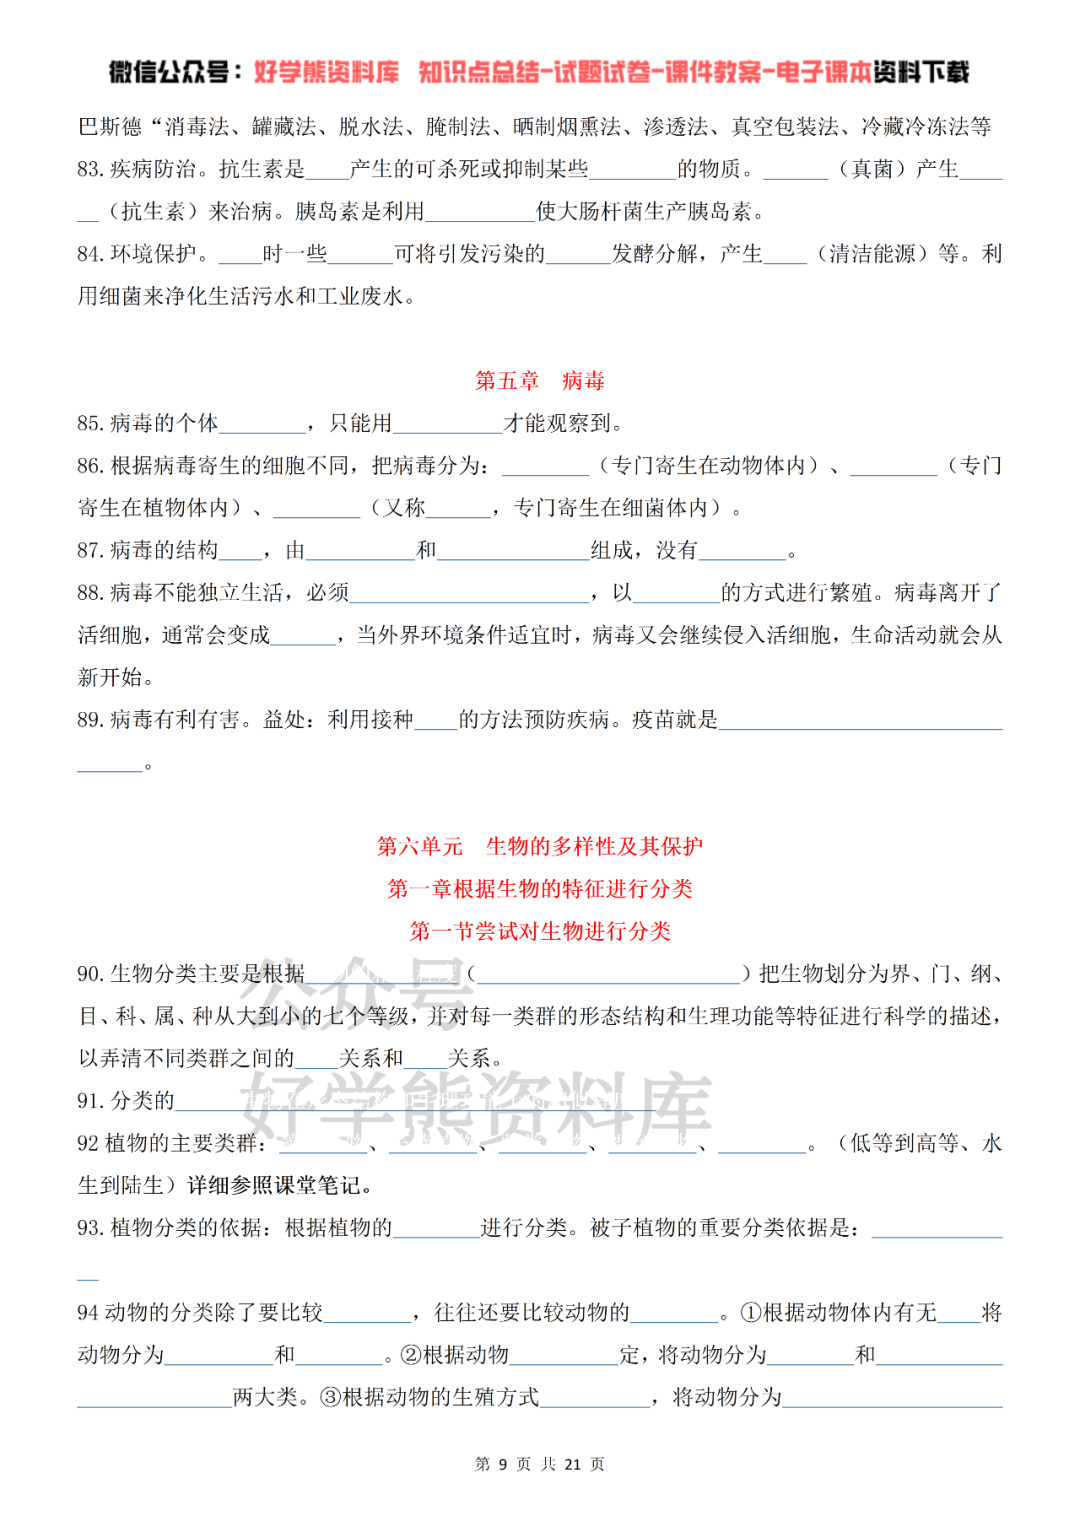 微信公众号：好学熊资料库 知识点总结-试题试卷-课件教案-电子课本资料下载
巴斯德“消毒法、罐藏法、脱水法、腌制法、晒制烟熏法、渗透法、真空包装法、冷藏冷冻法等
83.疾病防治。抗生素是____产生的可杀死或抑制某些________的物质。______（真菌）产生____
__（抗生素）来治病。胰岛素是利用__________使大肠杆菌生产胰岛素。
84.环境保护。____时一些______可将引发污染的______发酵分解，产生____（清洁能源）等。利
用细菌来净化生活污水和工业废水。
第五章 病毒
85.病毒的个体________，只能用__________才能观察到。
86.根据病毒寄生的细胞不同，把病毒分为：________（专门寄生在动物体内）、________（专门
寄生在植物体内）、________（又称______，专门寄生在细菌体内）。
87.病毒的结构____，由__________和______________组成，没有________。
88.病毒不能独立生活，必须______________________，以________的方式进行繁殖。病毒离开了
活细胞，通常会变成______，当外界环境条件适宜时，病毒又会继续侵入活细胞，生命活动就会从
新开始。
89.病毒有利有害。益处：利用接种____的方法预防疾病。疫苗就是__________________________
______。
第六单元 生物的多样性及其保护
第一章根据生物的特征进行分类
第一节尝试对生物进行分类
90.生物分类主要是根据______________（________________________）把生物划分为界、门、纲、
目、科、属、种从大到小的七个等级，并对每一类群的形态结构和生理功能等特征进行科学的描述，
以弄清不同类群之间的____关系和____关系。
91.分类的____________________________________________
92植物的主要类群：________、________、________、________、________。（低等到高等、水
生到陆生）详细参照课堂笔记。
93.植物分类的依据：根据植物的________进行分类。被子植物的重要分类依据是：____________
__
94动物的分类除了要比较________，往往还要比较动物的________。①根据动物体内有无____将
动物分为__________和________。②根据动物__________定，将动物分为________和____________
______________两大类。③根据动物的生殖方式__________，将动物分为____________________
公众号
好学熊资料库
第 9 页 共 21 页